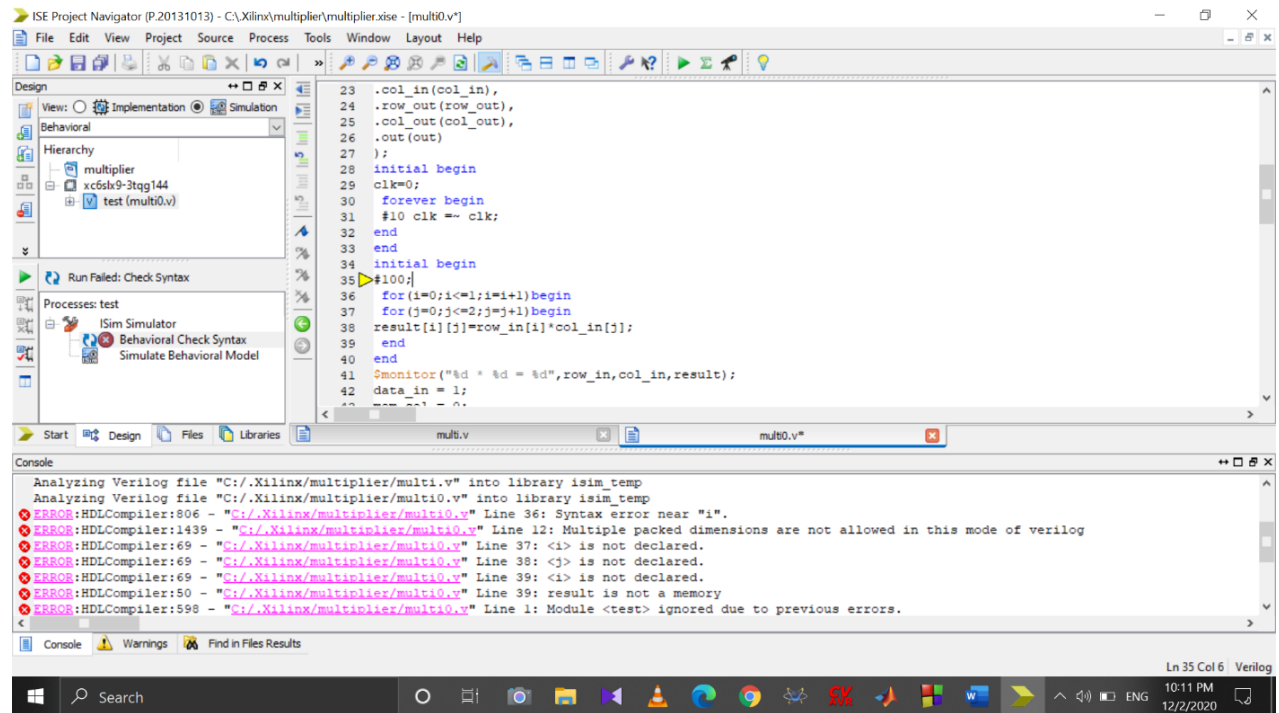 ISE Project Navigator (P.20131013) - C:\.Xilinx\multiplier\multiplier.xise - [multi0.v*]
File Edit View Project Source Process Tools Window Layout Help
Design
View: Implementation Simulation
Behavioral
Hierarchy
multiplier
xc6slx9-3tqg144
test (multi0.v)
Run Failed: Check Syntax
Processes: test
ISim Simulator
Behavioral Check Syntax
Simulate Behavioral Model
23 .col_in(col_in),
24 .row_out(row_out),
25 .col_out(col_out),
26 .out(out)
27 );
28 initial begin
29 clk=0;
30 forever begin
31 #10 clk =~ clk;
32 end
33 end
34 initial begin
35 #100;
36 for(i=0;i<=1;i=i+1)begin
37 for(j=0;j<=2;j=j+1)begin
38 result[i][j]=row_in[i]*col_in[j];
39 end
40 end
41 $monitor("%d * %d = %d",row_in,col_in,result);
42 data_in = 1;
Start Design Files Libraries
multi.v multi0.v*
Console
Analyzing Verilog file "C:/.Xilinx/multiplier/multi.v" into library isim_temp
Analyzing Verilog file "C:/.Xilinx/multiplier/multi0.v" into library isim_temp
ERROR:HDLCompiler:806 - "C:/.Xilinx/multiplier/multi0.v" Line 36: Syntax error near "i".
ERROR:HDLCompiler:1439 - "C:/.Xilinx/multiplier/multi0.v" Line 12: Multiple packed dimensions are not allowed in this mode of verilog
ERROR:HDLCompiler:69 - "C:/.Xilinx/multiplier/multi0.v" Line 37: <i> is not declared.
ERROR:HDLCompiler:69 - "C:/.Xilinx/multiplier/multi0.v" Line 38: <j> is not declared.
ERROR:HDLCompiler:69 - "C:/.Xilinx/multiplier/multi0.v" Line 39: <i> is not declared.
ERROR:HDLCompiler:50 - "C:/.Xilinx/multiplier/multi0.v" Line 39: result is not a memory
ERROR:HDLCompiler:598 - "C:/.Xilinx/multiplier/multi0.v" Line 1: Module <test> ignored due to previous errors.
Console Warnings Find in Files Results
Ln 35 Col 6 Verilog
Search
ENG
10:11 PM
12/2/2020